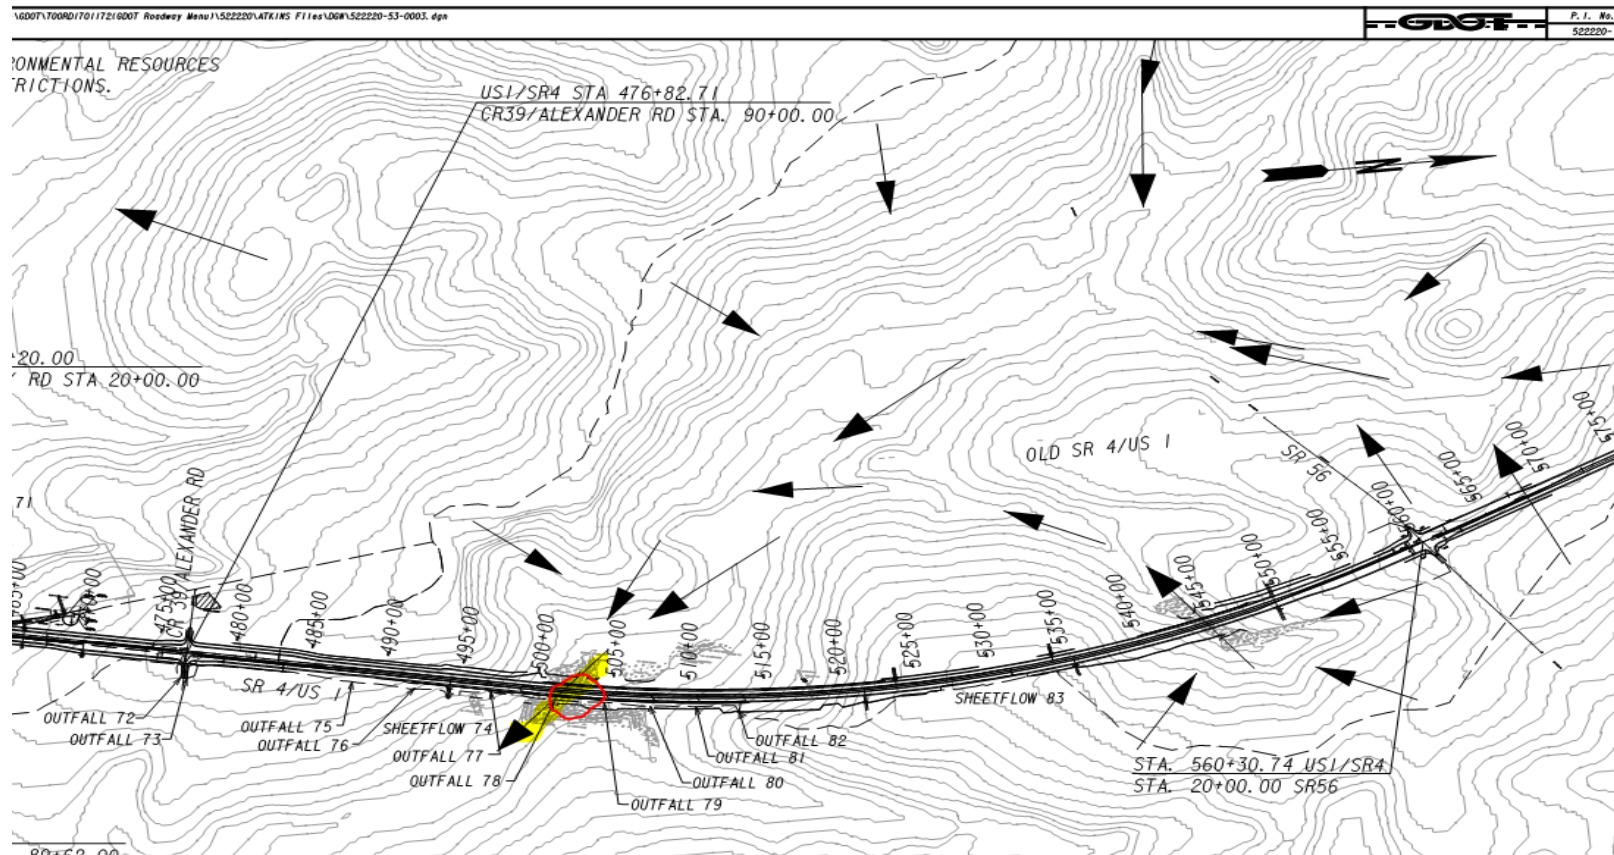 \GDOT\TOORD\701172\GDOT Roadway Menu1\522220\ATKINS Files\DGN\522220-53-0003.dgn
GDOT
P.I. No.
522220-
RONMENTAL RESOURCES
RICTIONS.
US1/SR4 STA 476+82.71
CR39/ALEXANDER RD STA. 90+00.00
N
20.00
RD STA 20+00.00
71
OLD SR 4/US 1
SR 56
CR 39/ALEXANDER RD
475+00
480+00
485+00
490+00
495+00
500+00
505+00
510+00
515+00
520+00
525+00
530+00
535+00
540+00
545+00
550+00
555+00
560+00
565+00
570+00
575+00
SR 4/US 1
OUTFALL 72
OUTFALL 73
OUTFALL 75
OUTFALL 76
SHEETFLOW 74
OUTFALL 77
OUTFALL 78
OUTFALL 79
OUTFALL 80
OUTFALL 81
OUTFALL 82
SHEETFLOW 83
STA. 560+30.74 US1/SR4
STA. 20+00.00 SR56